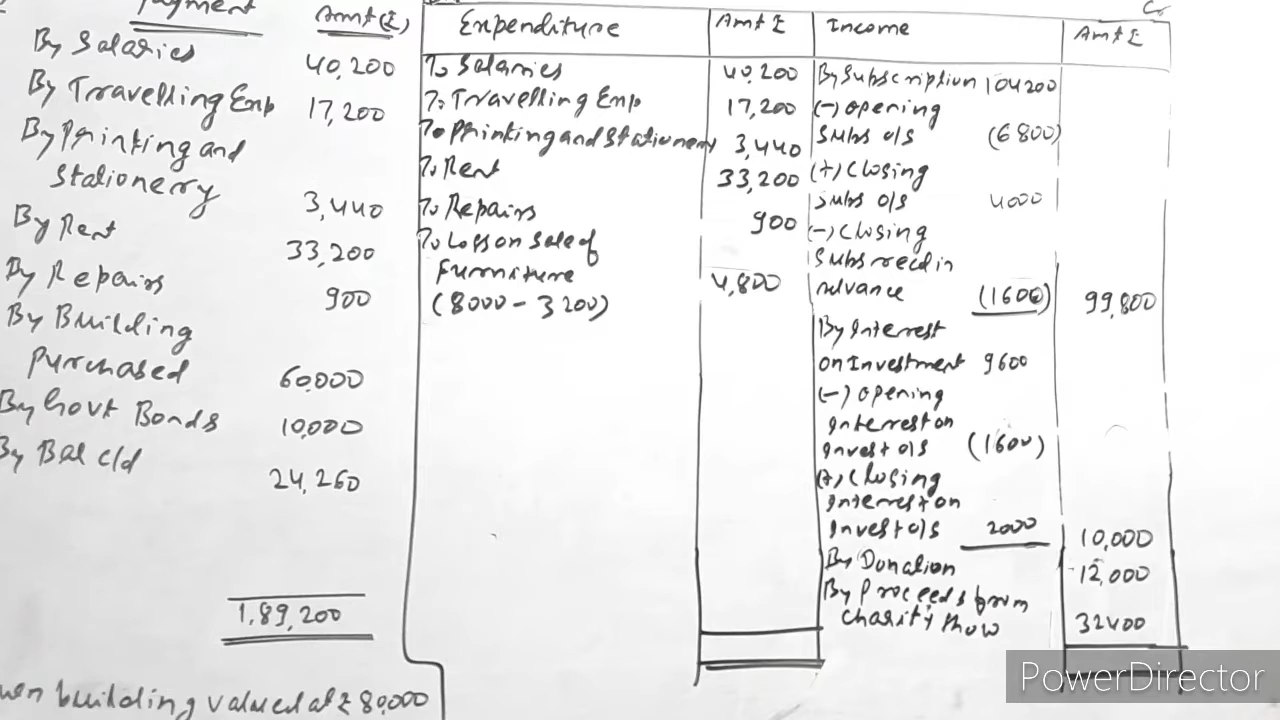 Payment Amt(₹)
By Salaries 40,200
By Travelling Exp 17,200
By Printing and
Stationery 3,440
By Rent 33,200
By Repairs 900
By Building
Purchased 60,000
By Govt Bonds 10,000
By Bal c/d 24,260
1,89,200
building valued at ₹ 80,000
Cr
Expenditure Amt ₹ Income Amt ₹
To Salaries 40,200 By Subscription 104200
To Travelling Exp 17,200 (-) opening
To Printing and Stationery 3,440 Subs o/s (6800)
To Rent 33,200 (+) Closing
To Repairs 900 Subs o/s 4000
To Loss on Sale of (-) Closing
Furniture 4,800 Subs recd in
(8000 - 3200) advance (1600) 99,800
By Interest
on Investment 9600
(-) opening
Interest on
Invest o/s (1600)
(+) Closing
Interest on
Invest o/s 2000 10,000
By Donation 12,000
By Proceeds from
Charity Show 32400
PowerDirector